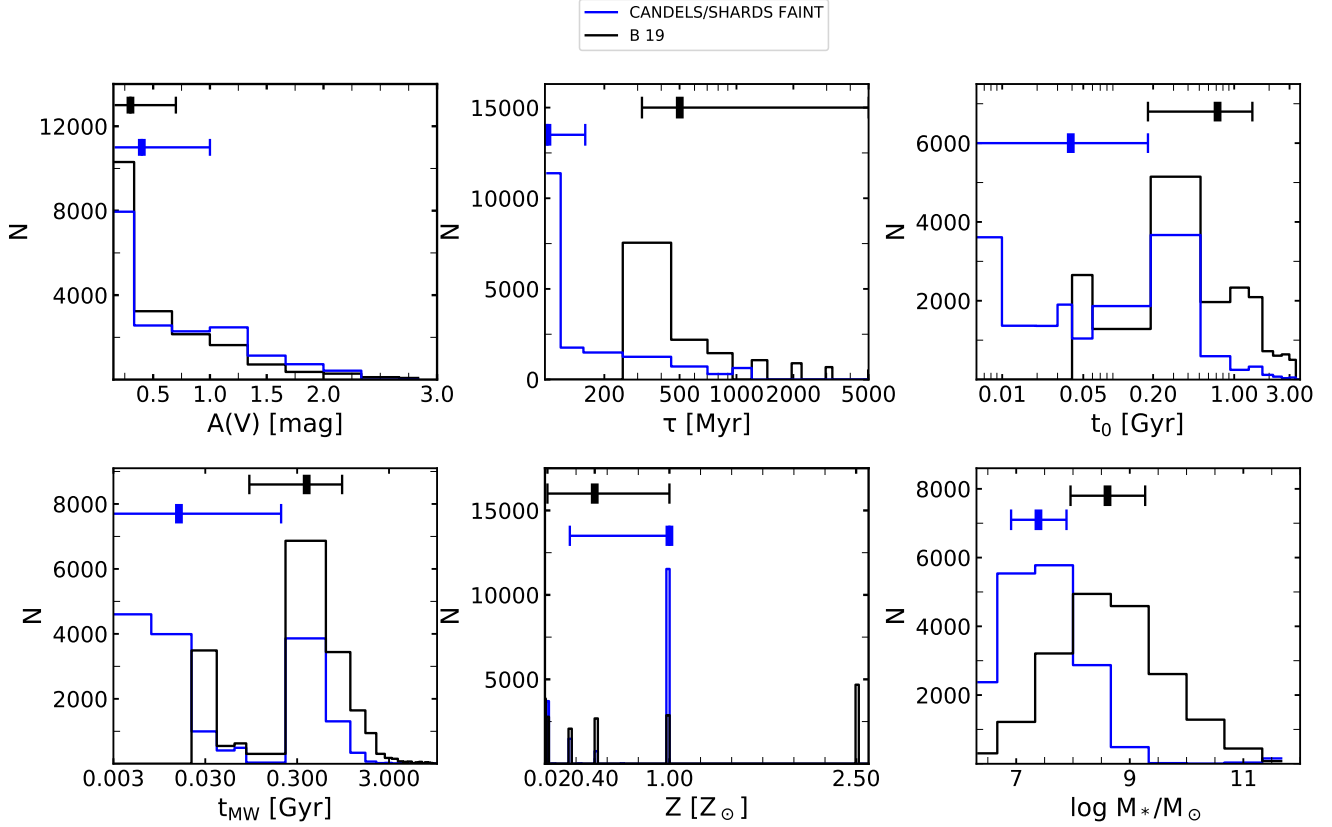 CANDELS/SHARDS FAINT
B 19
12000
8000
4000
N
0.5 1.0 1.5 2.0 3.0
A(V) [mag]
15000
10000
5000
0
N
200 500 1000 2000 5000
τ [Myr]
6000
4000
2000
N
0.01 0.05 0.20 1.00 3.00
t₀ [Gyr]
8000
6000
4000
2000
N
0.003 0.030 0.300 3.000
t_MW [Gyr]
15000
10000
5000
N
0.02 0.20 0.40 1.00 2.50
Z [Z⊙]
8000
6000
4000
2000
N
7 9 11
log M*/M⊙